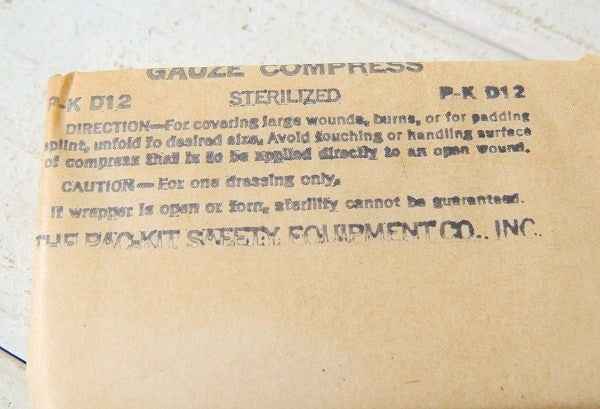 GAUZE COMPRESS
P-K D12 STERILIZED P-K D12
DIRECTION—For covering large wounds, burns, or for padding
splint, unfold to desired size. Avoid touching or handling surface
of compress that is to be applied directly to an open wound.
CAUTION— For one dressing only.
If wrapper is open or torn, sterility cannot be guaranteed.
THE PAC-KIT SAFETY EQUIPMENT CO., INC.